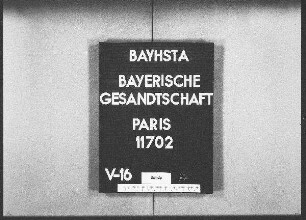 BAYHSTA
BAYERISCHE
GESANDTSCHAFT
PARIS
11702
V-16